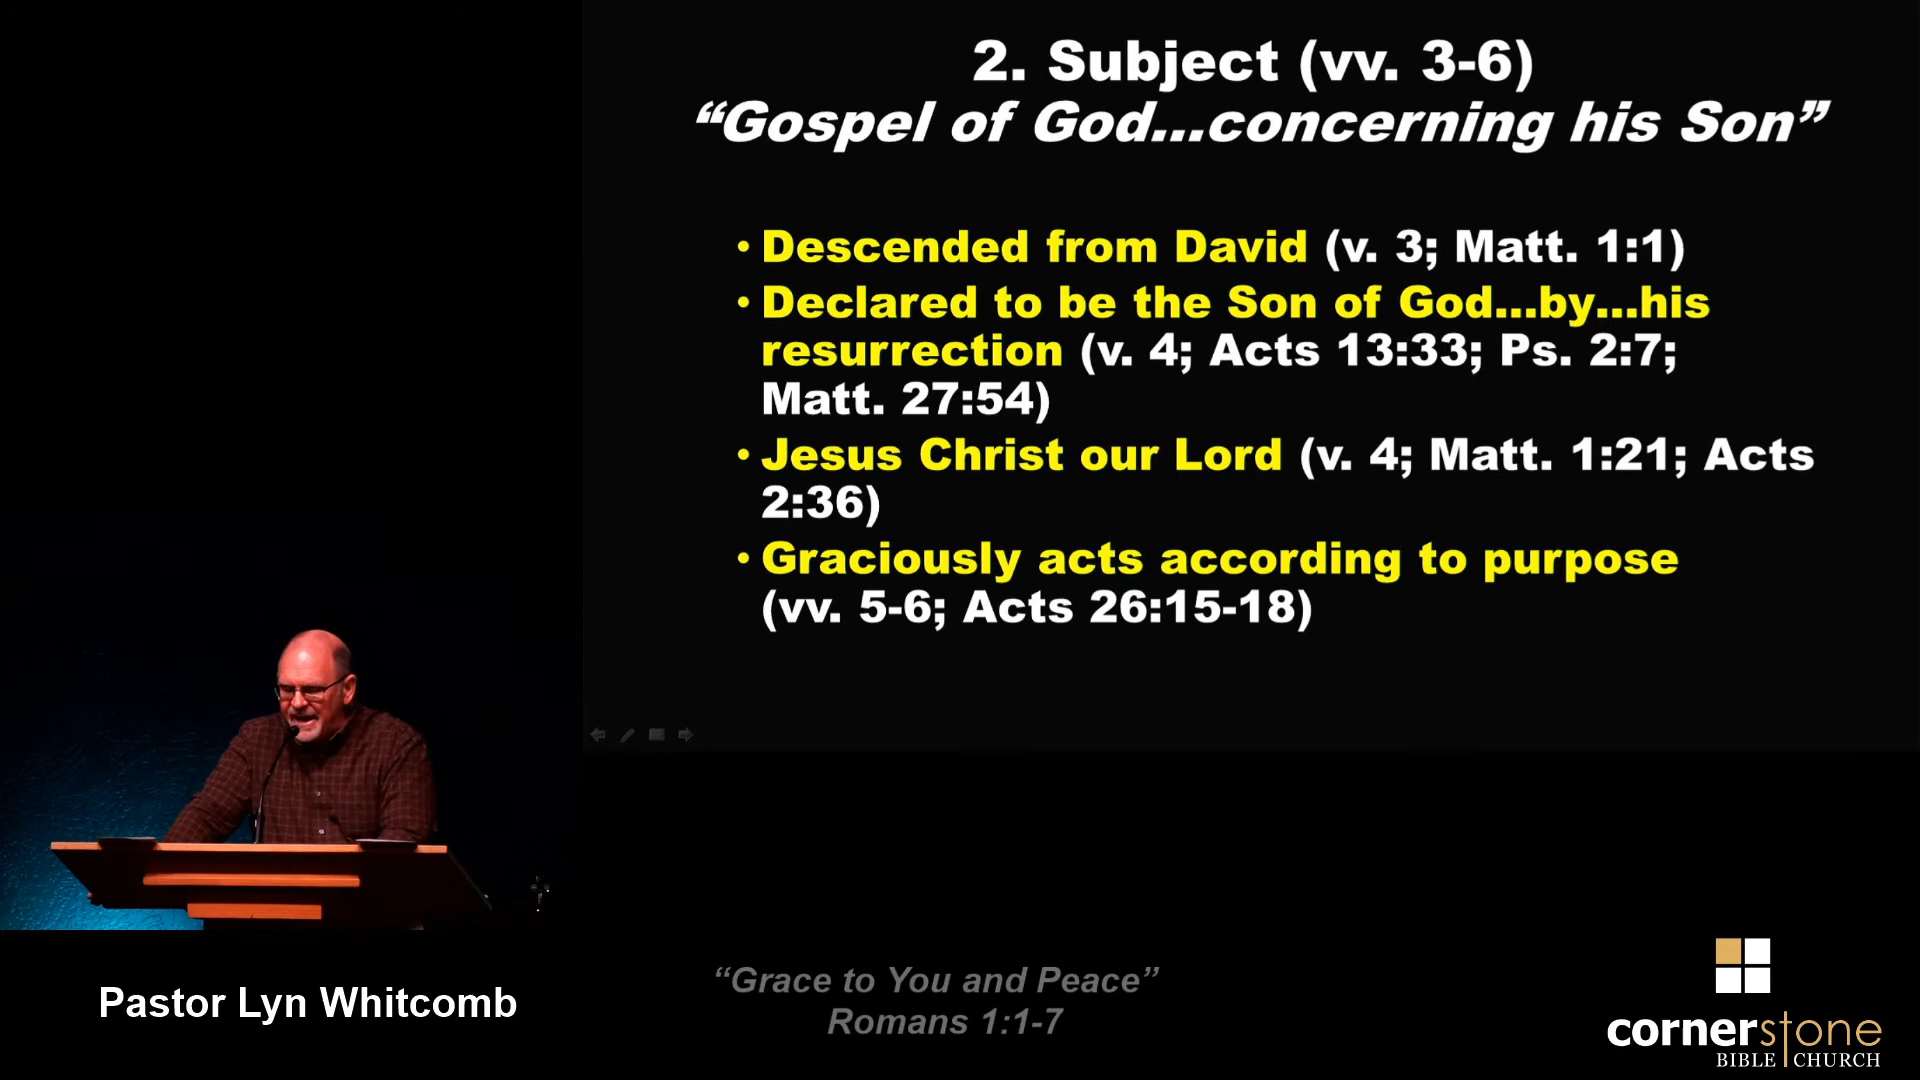 2. Subject (vv. 3-6)
“Gospel of God...concerning his Son”
• Descended from David (v. 3; Matt. 1:1)
• Declared to be the Son of God...by...his
resurrection (v. 4; Acts 13:33; Ps. 2:7;
Matt. 27:54)
• Jesus Christ our Lord (v. 4; Matt. 1:21; Acts
2:36)
• Graciously acts according to purpose
(vv. 5-6; Acts 26:15-18)
Pastor Lyn Whitcomb
“Grace to You and Peace”
Romans 1:1-7
cornerstone
BIBLE CHURCH